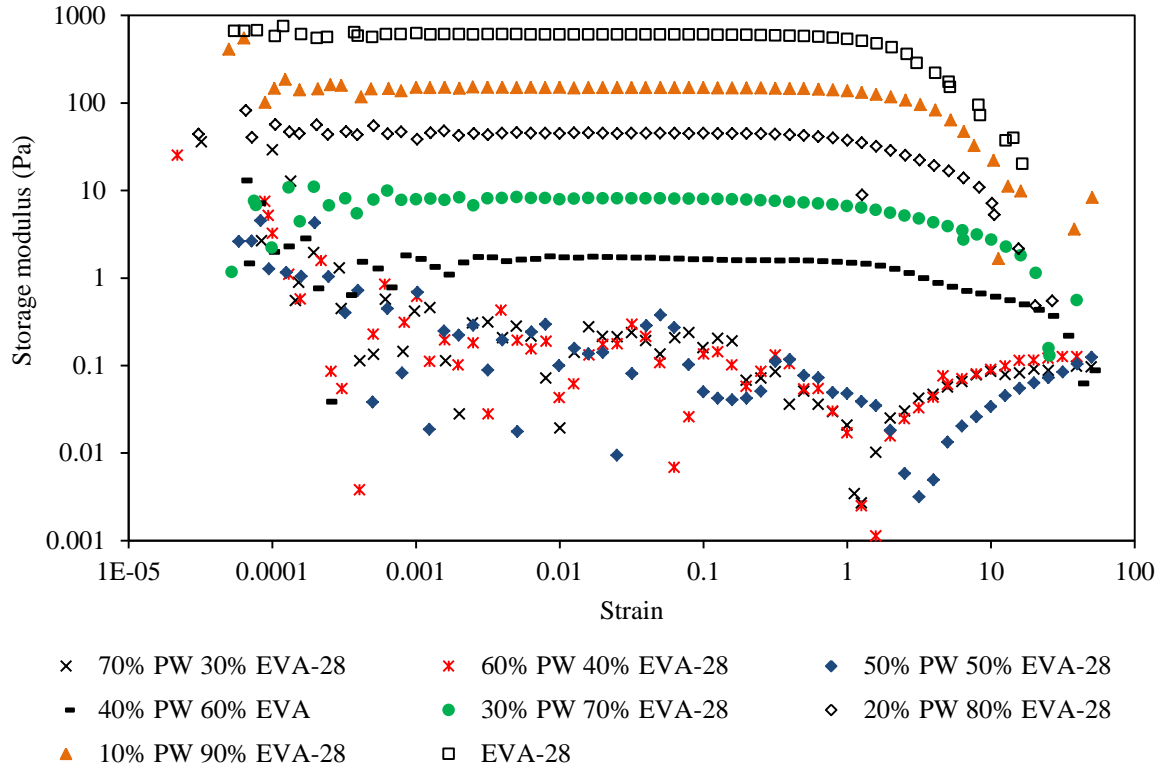 1000
100
10
1
0.1
0.01
0.001
Storage modulus (Pa)
1E-05 0.0001 0.001 0.01 0.1 1 10 100
Strain
70% PW 30% EVA-28 60% PW 40% EVA-28 50% PW 50% EVA-28
40% PW 60% EVA 30% PW 70% EVA-28 20% PW 80% EVA-28
10% PW 90% EVA-28 EVA-28